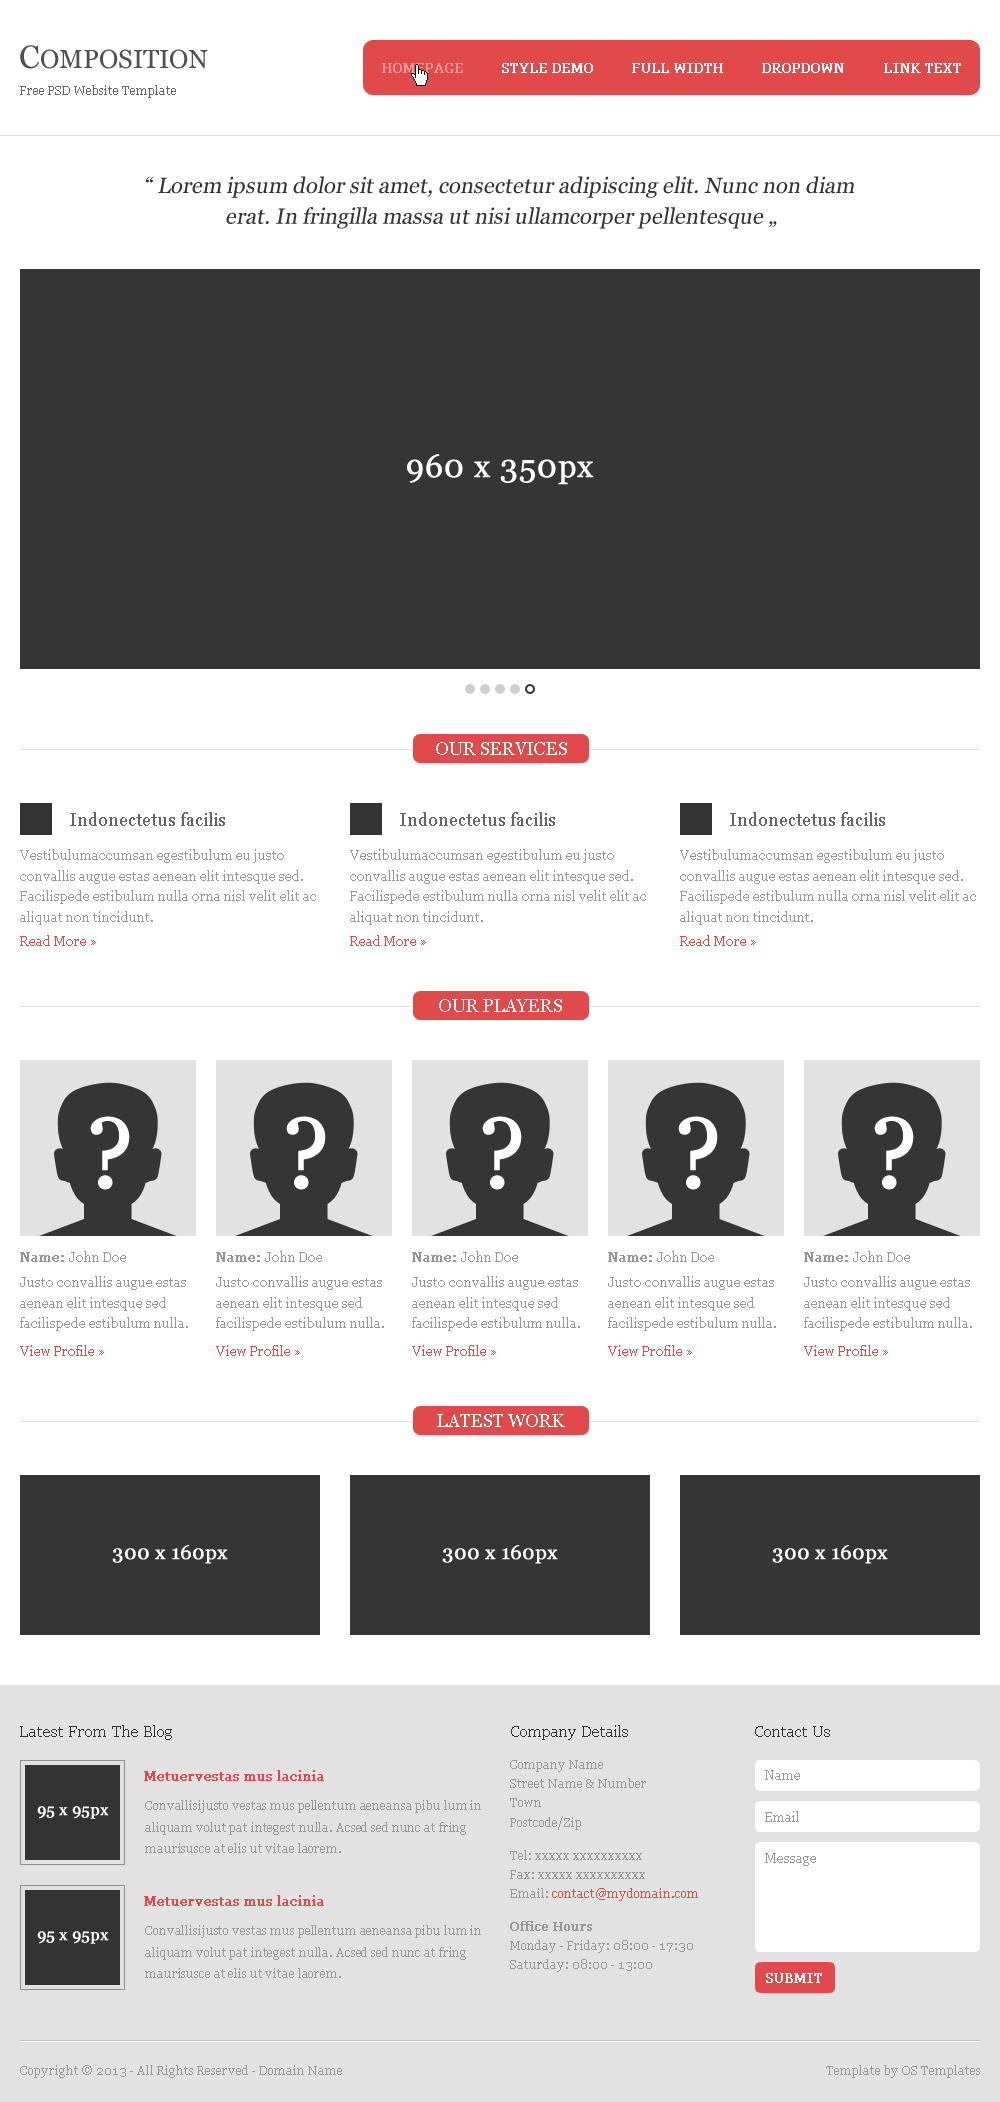 COMPOSITION
Free PSD Website Template
HOMEPAGE STYLE DEMO FULL WIDTH DROPDOWN LINK TEXT
“ Lorem ipsum dolor sit amet, consectetur adipiscing elit. Nunc non diam
erat. In fringilla massa ut nisi ullamcorper pellentesque „
960 x 350px
OUR SERVICES
Indonectetus facilis
Vestibulumaccumsan egestibulum eu justo
convallis augue estas aenean elit intesque sed.
Facilispede estibulum nulla orna nisl velit elit ac
aliquat non tincidunt.
Read More »
Indonectetus facilis
Vestibulumaccumsan egestibulum eu justo
convallis augue estas aenean elit intesque sed.
Facilispede estibulum nulla orna nisl velit elit ac
aliquat non tincidunt.
Read More »
Indonectetus facilis
Vestibulumaccumsan egestibulum eu justo
convallis augue estas aenean elit intesque sed.
Facilispede estibulum nulla orna nisl velit elit ac
aliquat non tincidunt.
Read More »
OUR PLAYERS
?
Name: John Doe
Justo convallis augue estas
aenean elit intesque sed
facilispede estibulum nulla.
View Profile »
?
Name: John Doe
Justo convallis augue estas
aenean elit intesque sed
facilispede estibulum nulla.
View Profile »
?
Name: John Doe
Justo convallis augue estas
aenean elit intesque sed
facilispede estibulum nulla.
View Profile »
?
Name: John Doe
Justo convallis augue estas
aenean elit intesque sed
facilispede estibulum nulla.
View Profile »
?
Name: John Doe
Justo convallis augue estas
aenean elit intesque sed
facilispede estibulum nulla.
View Profile »
LATEST WORK
300 x 160px
300 x 160px
300 x 160px
Latest From The Blog
95 x 95px
Metuervestas mus lacinia
Convallisijusto vestas mus pellentum aeneansa pibu lum in
aliquam volut pat integest nulla. Acsed sed nunc at fring
maurisusce at elis ut vitae laorem.
95 x 95px
Metuervestas mus lacinia
Convallisijusto vestas mus pellentum aeneansa pibu lum in
aliquam volut pat integest nulla. Acsed sed nunc at fring
maurisusce at elis ut vitae laorem.
Company Details
Company Name
Street Name & Number
Town
Postcode/Zip
Tel: xxxxx xxxxxxxxxx
Fax: xxxxx xxxxxxxxxx
Email: contact@mydomain.com
Office Hours
Monday - Friday: 08:00 - 17:30
Saturday: 08:00 - 13:00
Contact Us
Name
Email
Message
SUBMIT
Copyright © 2013 - All Rights Reserved - Domain Name
Template by OS Templates